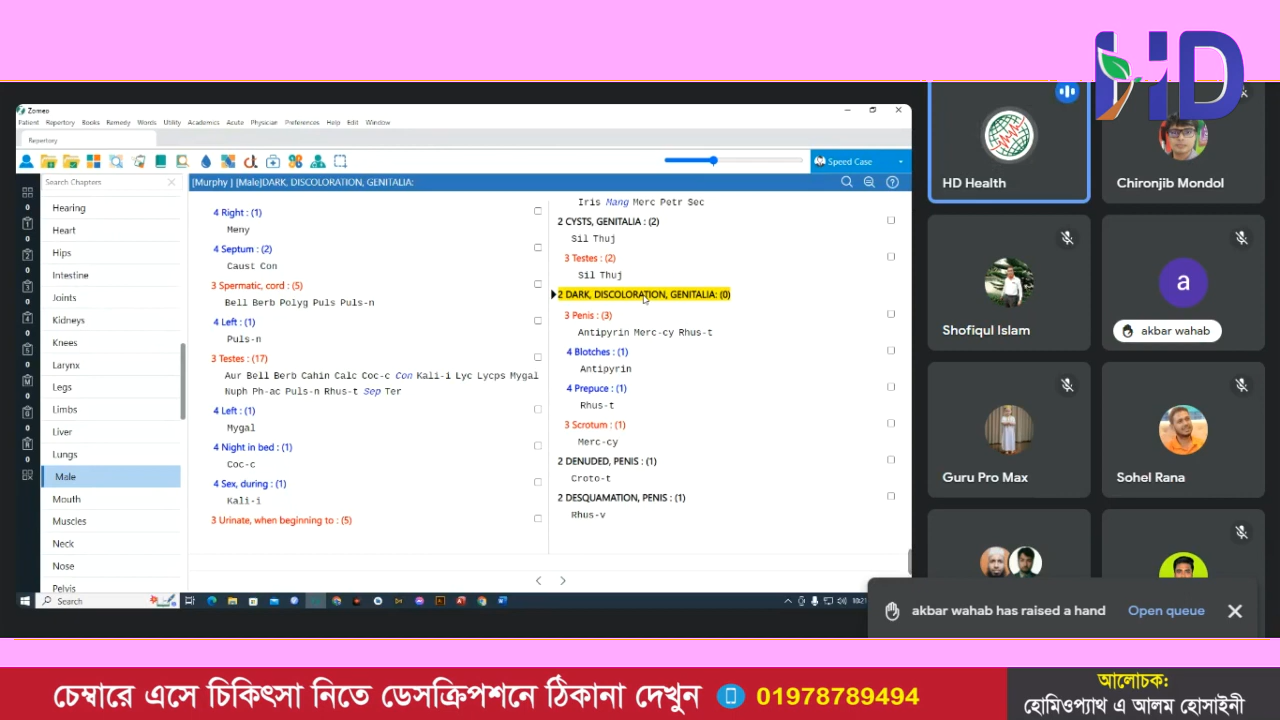 HD
Zomeo
Patient Repertory Books Remedy Words Utility Academics Acute Physician Preferences Help Edit Window
Repertory
Speed Case
Search Chapters
[Murphy ] [Male]DARK, DISCOLORATION, GENITALIA:
Hearing
Heart
Hips
Intestine
Joints
Kidneys
Knees
Larynx
Legs
Limbs
Liver
Lungs
Male
Mouth
Muscles
Neck
Nose
Pelvis
4 Right : (1)
Meny
4 Septum : (2)
Caust Con
3 Spermatic, cord : (5)
Bell Berb Polyg Puls Puls-n
4 Left : (1)
Puls-n
3 Testes : (17)
Aur Bell Berb Cahin Calc Coc-c Con Kali-i Lyc Lycps Mygal
Nuph Ph-ac Puls-n Rhus-t Sep Ter
4 Left : (1)
Mygal
4 Night in bed : (1)
Coc-c
4 Sex, during : (1)
Kali-i
3 Urinate, when beginning to : (5)
Iris Mang Merc Petr Sec
2 CYSTS, GENITALIA : (2)
Sil Thuj
3 Testes : (2)
Sil Thuj
2 DARK, DISCOLORATION, GENITALIA: (0)
3 Penis : (3)
Antipyrin Merc-cy Rhus-t
4 Blotches : (1)
Antipyrin
4 Prepuce : (1)
Rhus-t
3 Scrotum : (1)
Merc-cy
2 DENUDED, PENIS : (1)
Croto-t
2 DESQUAMATION, PENIS : (1)
Rhus-v
Search
HD Health
Chironjib Mondol
Shofiqul Islam
a
akbar wahab
Guru Pro Max
Sohel Rana
akbar wahab has raised a hand
Open queue
চেম্বারে এসে চিকিৎসা নিতে ডেসক্রিপশনে ঠিকানা দেখুন 01978789494
আলোচক:
হোমিওপ্যাথ এ আলম হোসাইনী